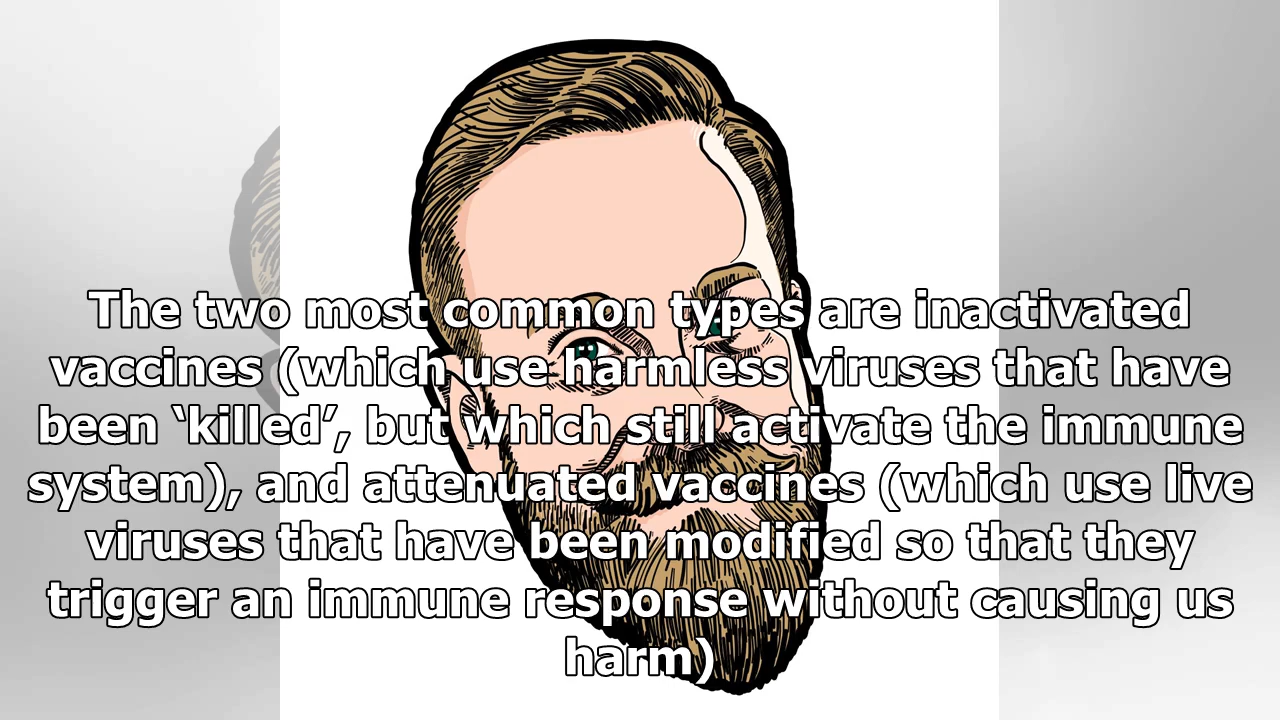 The two most common types are inactivated
vaccines (which use harmless viruses that have
been ‘killed’, but which still activate the immune
system), and attenuated vaccines (which use live
viruses that have been modified so that they
trigger an immune response without causing us
harm)